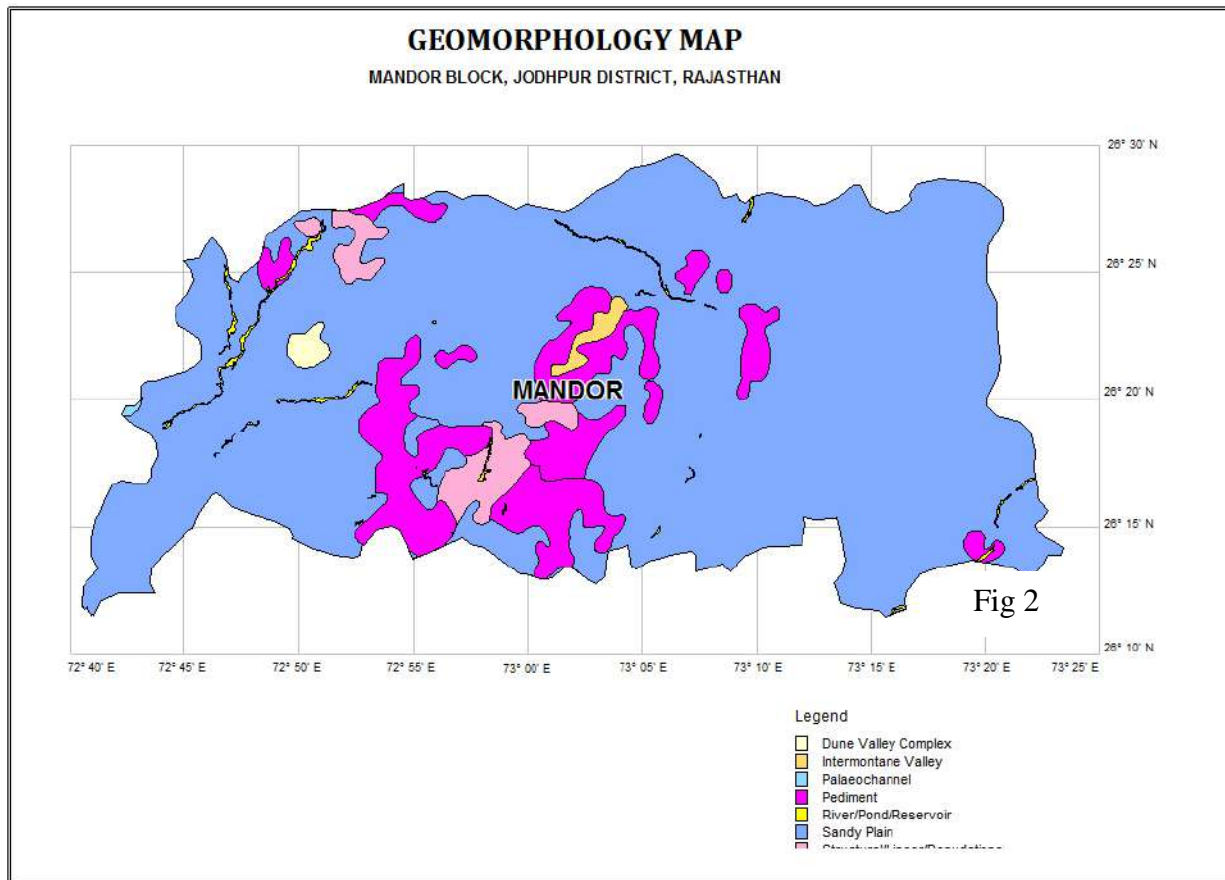 GEOMORPHOLOGY MAP
MANDOR BLOCK, JODHPUR DISTRICT, RAJASTHAN
26° 30' N
26° 25' N
MANDOR
26° 20' N
26° 15' N
Fig 2
26° 10' N
72° 40' E 72° 45' E 72° 50' E 72° 55' E 73° 00' E 73° 05' E 73° 10' E 73° 15' E 73° 20' E 73° 25' E
Legend
Dune Valley Complex
Intermontane Valley
Palaeochannel
Pediment
River/Pond/Reservoir
Sandy Plain